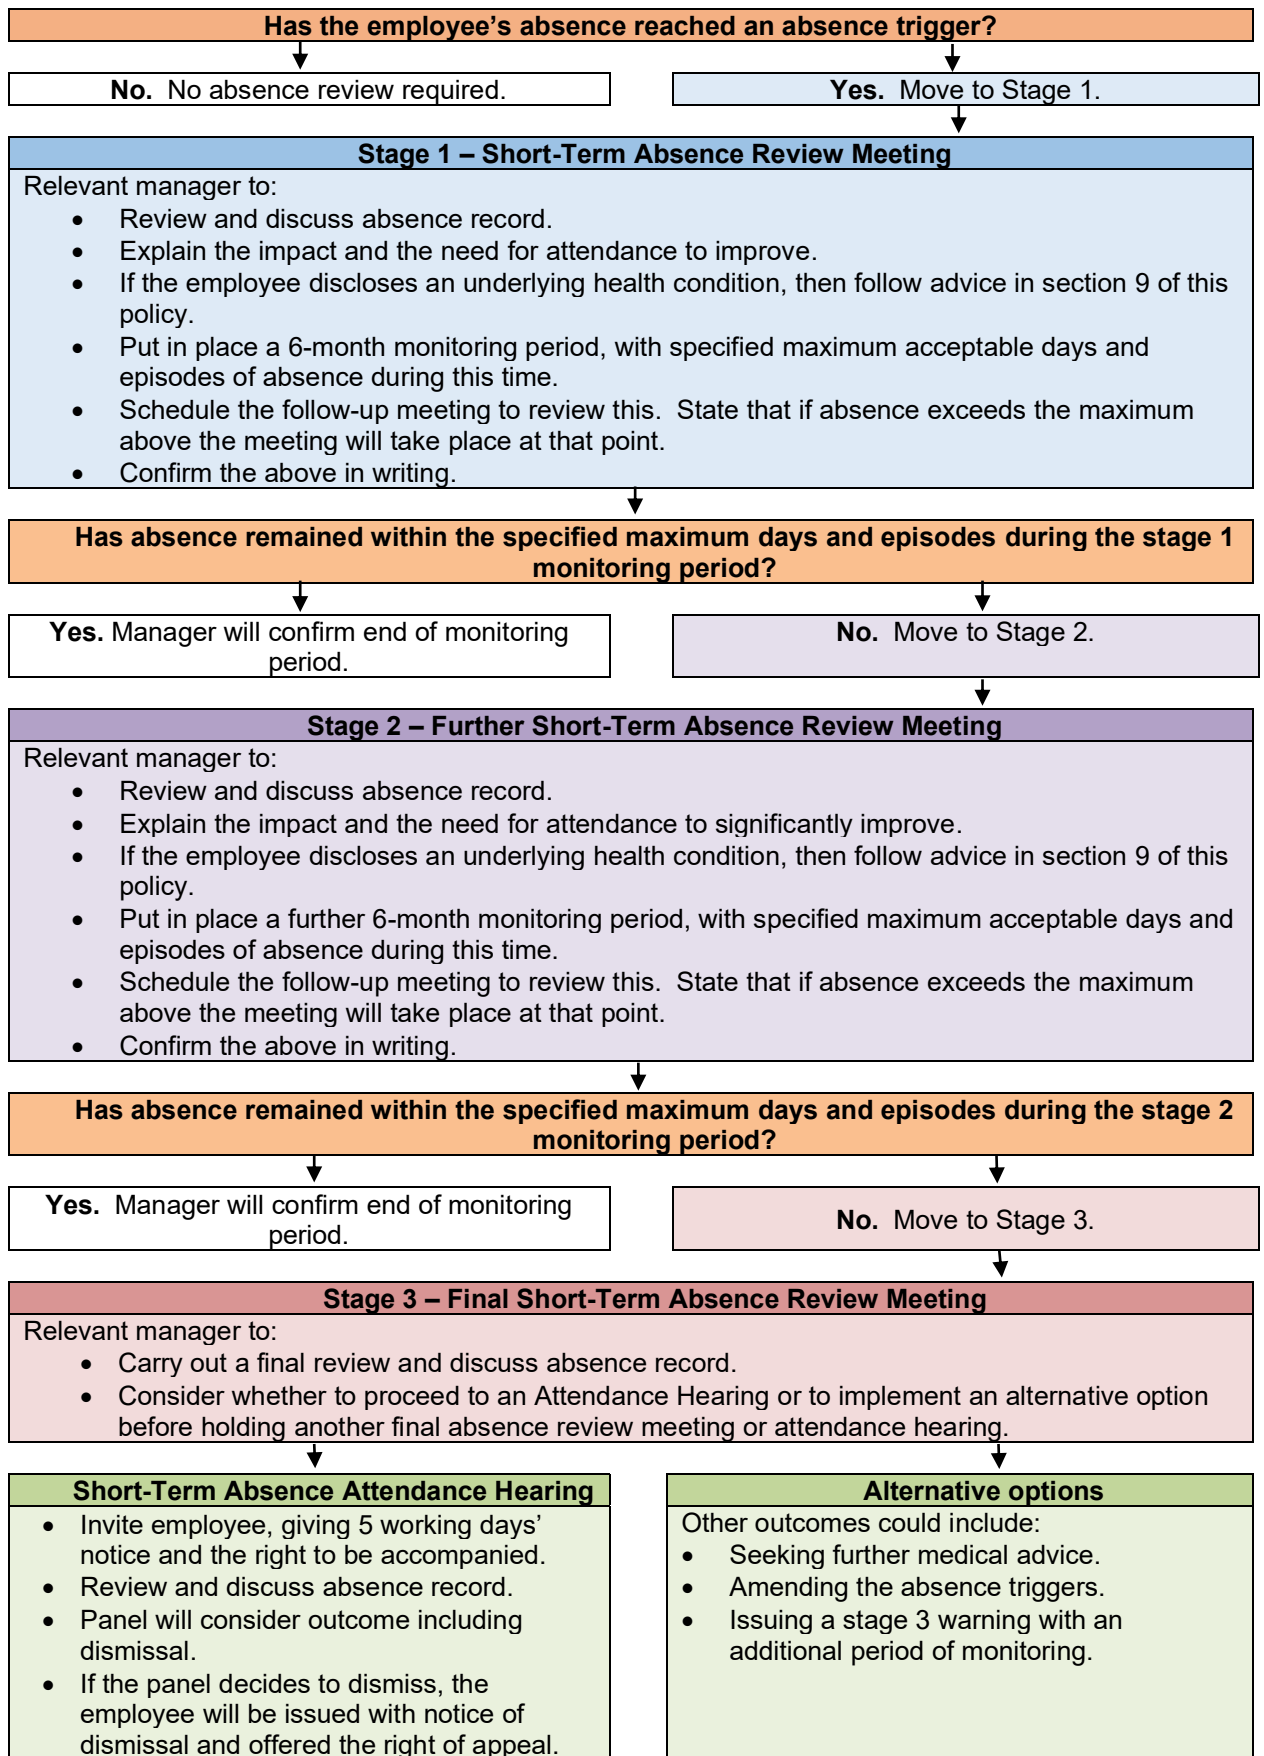 Has the employee's absence reached an absence trigger?
No.  No absence review required.
Yes.  Move to Stage 1.
Stage 1 – Short-Term Absence Review Meeting
Relevant manager to:
• Review and discuss absence record.
• Explain the impact and the need for attendance to improve.
• If the employee discloses an underlying health condition, then follow advice in section 9 of this
policy.
• Put in place a 6-month monitoring period, with specified maximum acceptable days and
episodes of absence during this time.
• Schedule the follow-up meeting to review this.  State that if absence exceeds the maximum
above the meeting will take place at that point.
• Confirm the above in writing.
Has absence remained within the specified maximum days and episodes during the stage 1
monitoring period?
Yes. Manager will confirm end of monitoring
period.
No.  Move to Stage 2.
Stage 2 – Further Short-Term Absence Review Meeting
Relevant manager to:
• Review and discuss absence record.
• Explain the impact and the need for attendance to significantly improve.
• If the employee discloses an underlying health condition, then follow advice in section 9 of this
policy.
• Put in place a further 6-month monitoring period, with specified maximum acceptable days and
episodes of absence during this time.
• Schedule the follow-up meeting to review this.  State that if absence exceeds the maximum
above the meeting will take place at that point.
• Confirm the above in writing.
Has absence remained within the specified maximum days and episodes during the stage 2
monitoring period?
Yes.  Manager will confirm end of monitoring
period.
No.  Move to Stage 3.
Stage 3 – Final Short-Term Absence Review Meeting
Relevant manager to:
• Carry out a final review and discuss absence record.
• Consider whether to proceed to an Attendance Hearing or to implement an alternative option
before holding another final absence review meeting or attendance hearing.
Short-Term Absence Attendance Hearing
• Invite employee, giving 5 working days'
notice and the right to be accompanied.
• Review and discuss absence record.
• Panel will consider outcome including
dismissal.
• If the panel decides to dismiss, the
employee will be issued with notice of
dismissal and offered the right of appeal.
Alternative options
Other outcomes could include:
• Seeking further medical advice.
• Amending the absence triggers.
• Issuing a stage 3 warning with an
additional period of monitoring.